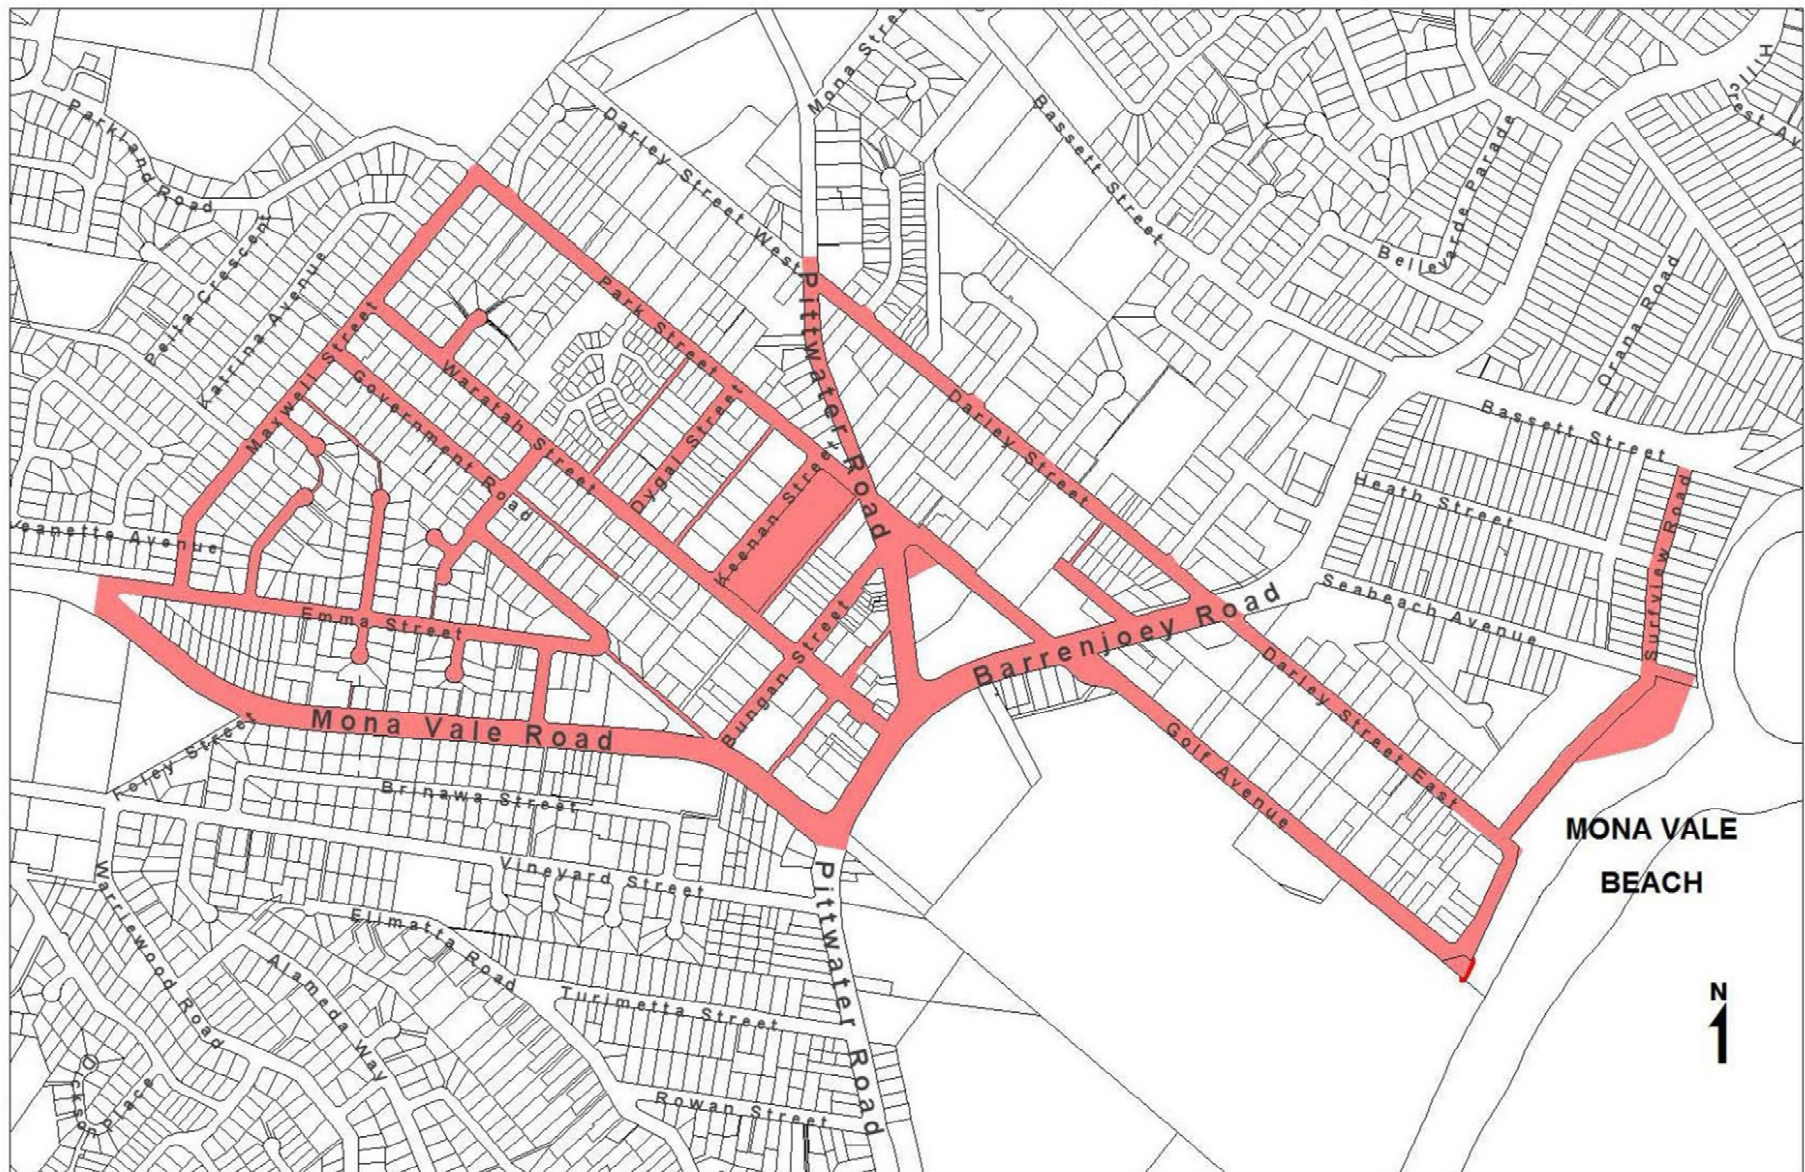 Mona Street
Parkland Road
Darley Street West
Bassett Street
Bellevarde Parade
Hillcrest Av
Pelta Crescent
Katrina Avenue
Maxwell Street
Park Street
Pittwater Road
Orana Road
Government Road
Waratah Street
Dygal Street
Keenan Street
Darley Street
Bassett Street
Heath Street
Surfview Road
Jeanette Avenue
Emma Street
Bungan Street
Barrenjoey Road
Seabeach Avenue
Darley Street East
Golf Avenue
Mona Vale Road
Foley Street
Brinawa Street
MONA VALE
BEACH
Vineyard Street
Pittwater Road
Warriewood Road
Elimatta Road
Alameda Way
Turimetta Street
N
Rowan Street
Place